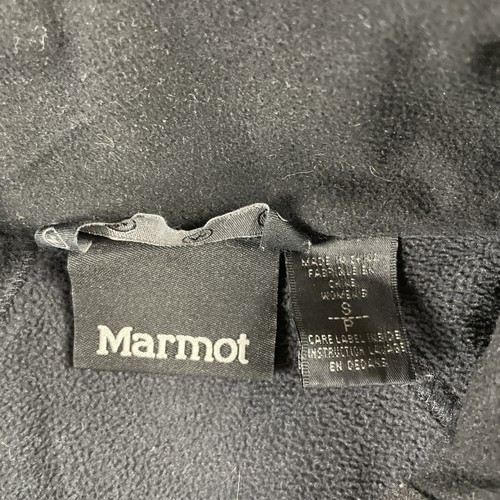 Marmot
MADE IN CHINA
FABRIQUE EN
CHINE
WOMEN'S
S
P
CARE LABEL INSIDE
INSTRUCTION LAVAGE
EN DEDANS